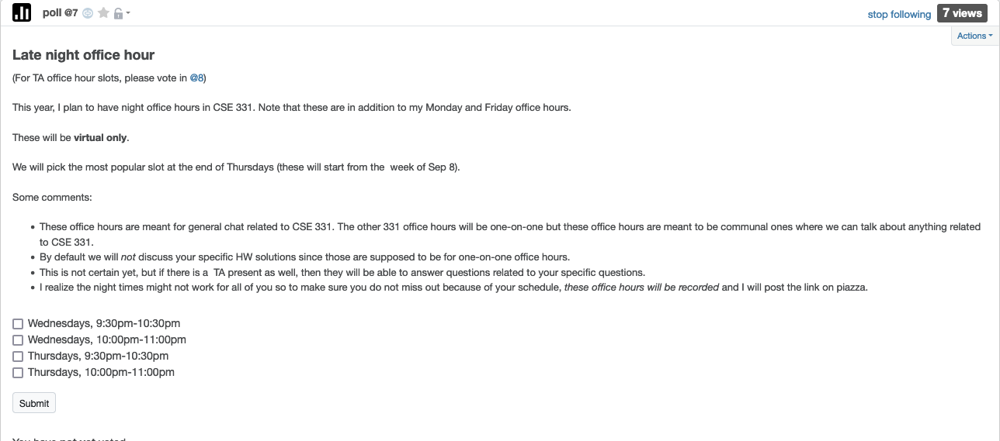 poll @7
stop following 7 views
Actions
Late night office hour
(For TA office hour slots, please vote in @8)
This year, I plan to have night office hours in CSE 331. Note that these are in addition to my Monday and Friday office hours.
These will be virtual only.
We will pick the most popular slot at the end of Thursdays (these will start from the  week of Sep 8).
Some comments:
• These office hours are meant for general chat related to CSE 331. The other 331 office hours will be one-on-one but these office hours are meant to be communal ones where we can talk about anything related
to CSE 331.
• By default we will not discuss your specific HW solutions since those are supposed to be for one-on-one office hours.
• This is not certain yet, but if there is a  TA present as well, then they will be able to answer questions related to your specific questions.
• I realize the night times might not work for all of you so to make sure you do not miss out because of your schedule, these office hours will be recorded and I will post the link on piazza.
Wednesdays, 9:30pm-10:30pm
Wednesdays, 10:00pm-11:00pm
Thursdays, 9:30pm-10:30pm
Thursdays, 10:00pm-11:00pm
Submit
You have not yet voted